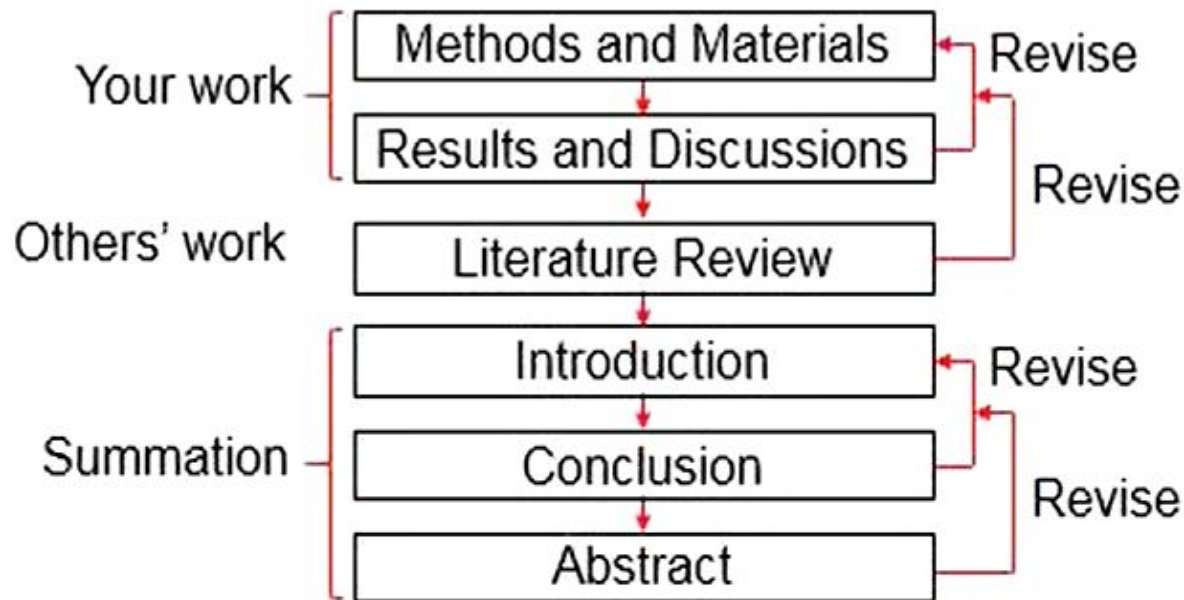 Methods and Materials
Revise
Your work
Results and Discussions
Revise
Others’ work
Literature Review
Introduction
Revise
Summation
Conclusion
Revise
Abstract